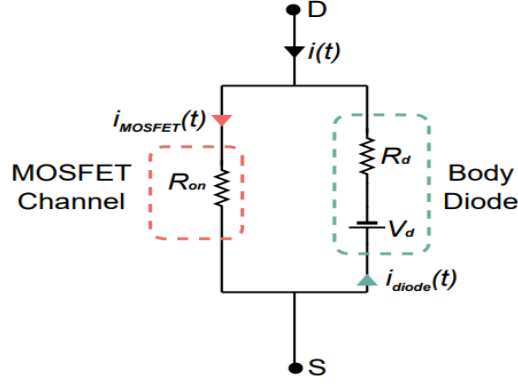 D
i(t)
iMOSFET(t)
MOSFET
Channel
Ron
Rd
Body
Diode
Vd
idiode(t)
S